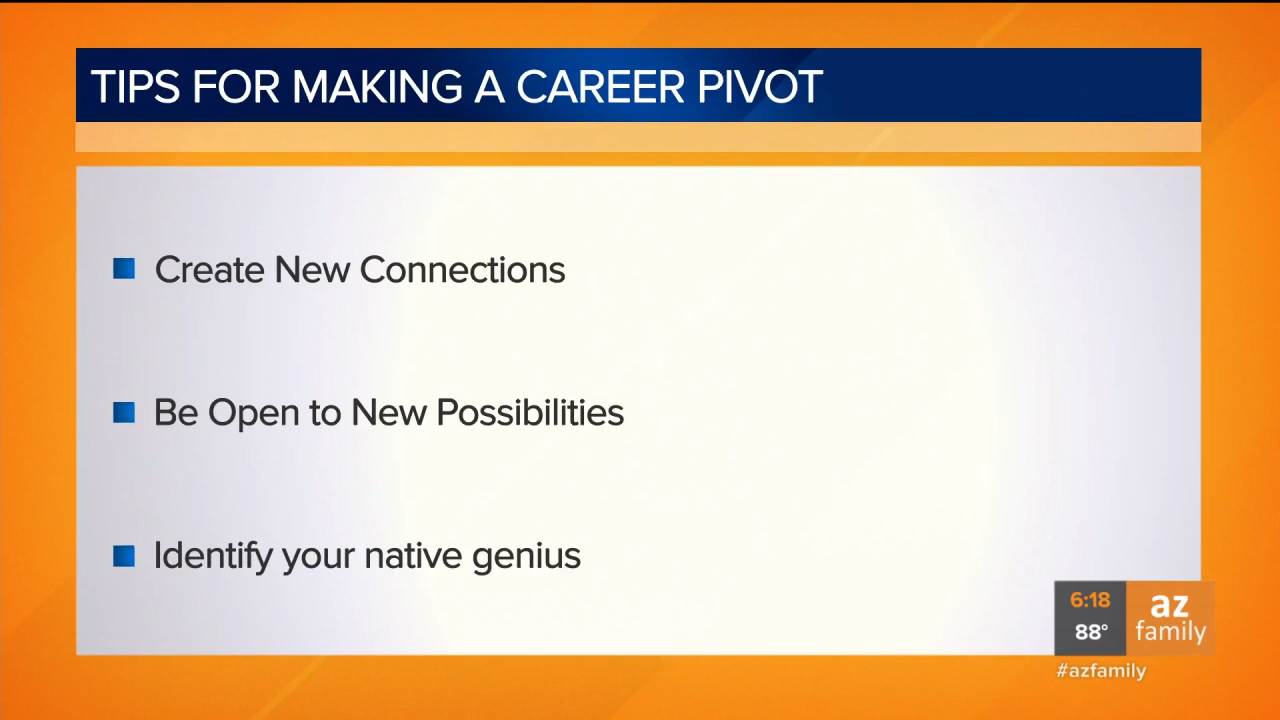 TIPS FOR MAKING A CAREER PIVOT
Create New Connections
Be Open to New Possibilities
Identify your native genius
6:18
88°
az
family
#azfamily